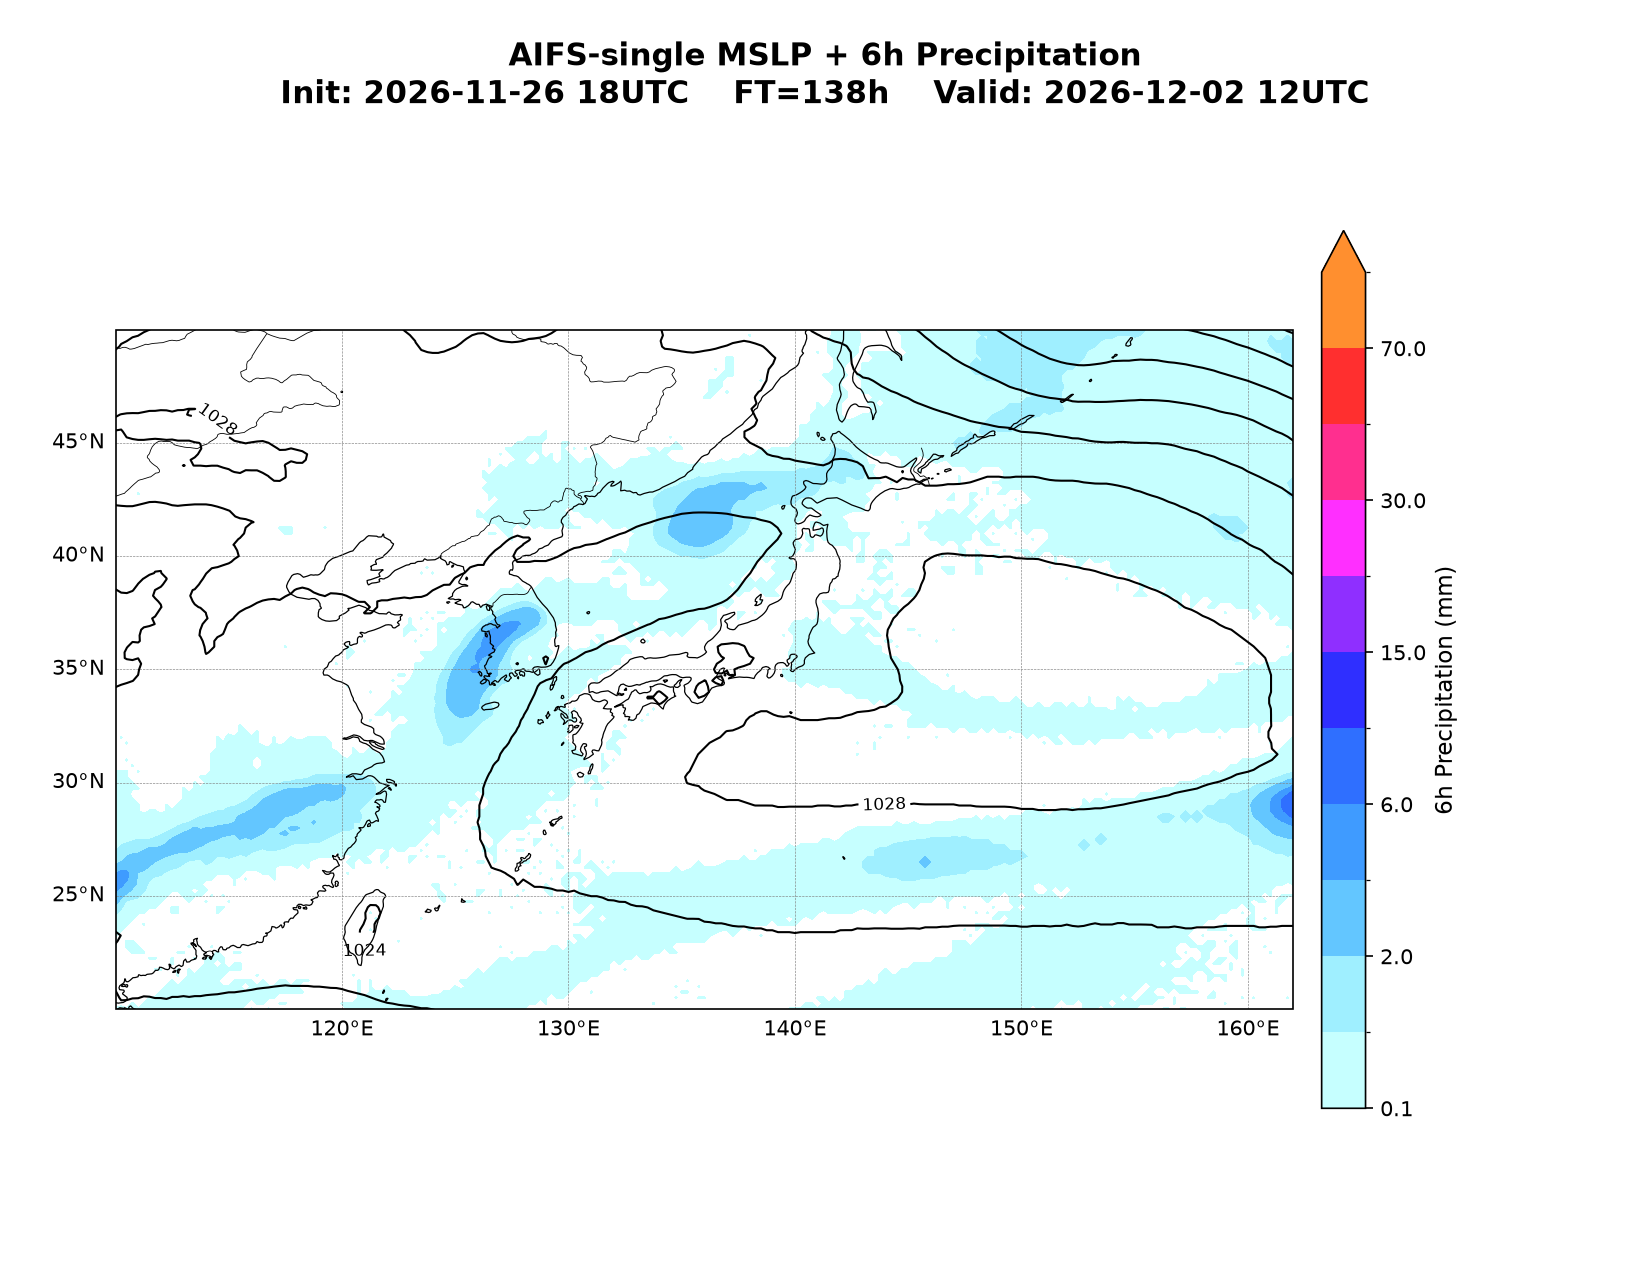 AIFS-single MSLP + 6h Precipitation
Init: 2026-11-26 18UTC    FT=138h    Valid: 2026-12-02 12UTC
45°N
40°N
35°N
30°N
25°N
120°E
130°E
140°E
150°E
160°E
1028
1028
1024
70.0
30.0
15.0
6.0
2.0
0.1
6h Precipitation (mm)